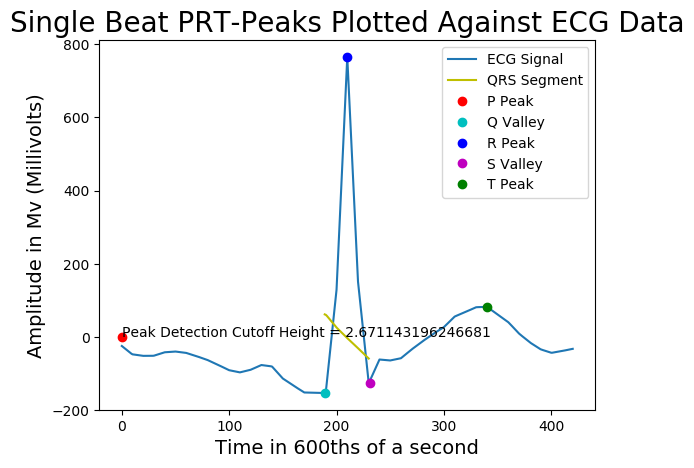 Single Beat PRT-Peaks Plotted Against ECG Data
800
600
400
200
0
−200
Amplitude in Mv (Millivolts)
ECG Signal
QRS Segment
P Peak
Q Valley
R Peak
S Valley
T Peak
Peak Detection Cutoff Height = 2.671143196246681
0
100
200
300
400
Time in 600ths of a second